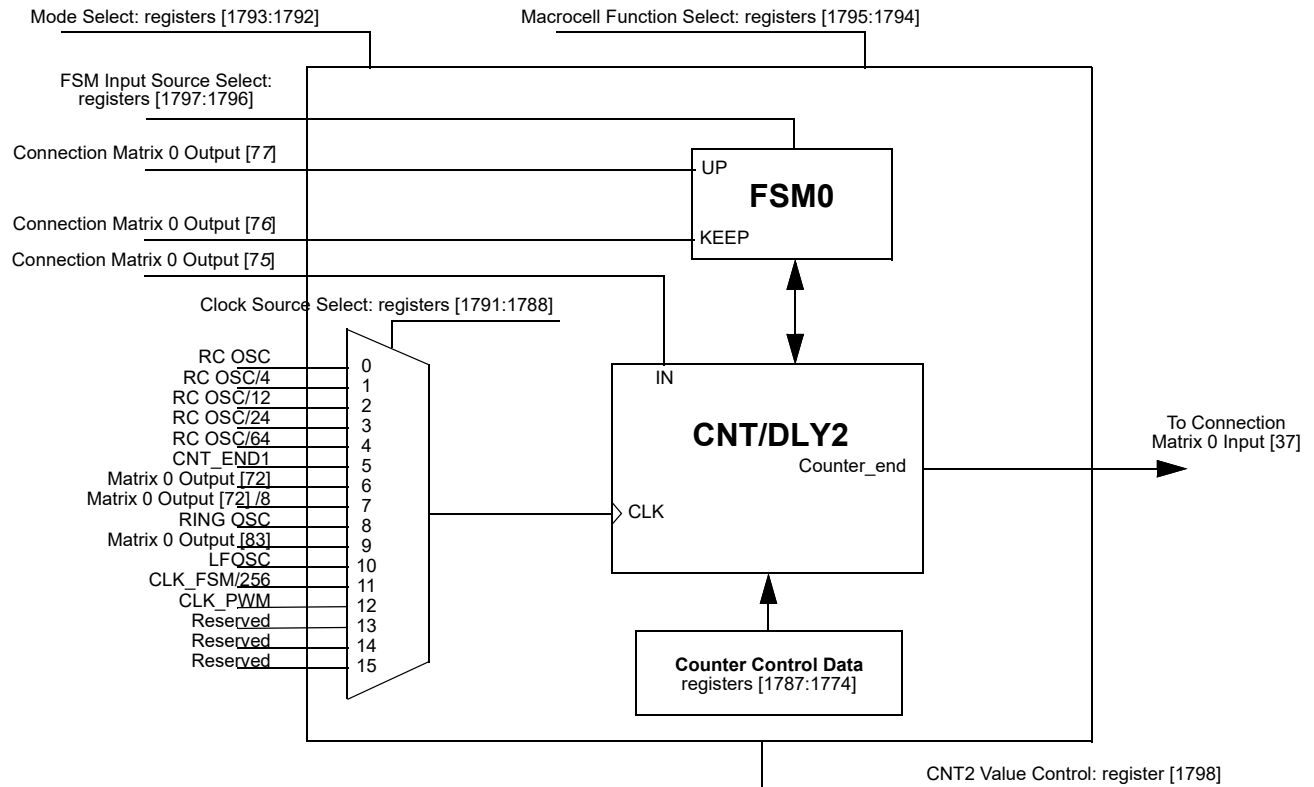 Mode Select: registers [1793:1792]
Macrocell Function Select: registers [1795:1794]
FSM Input Source Select:
registers [1797:1796]
Connection Matrix 0 Output [77]
UP
FSM0
Connection Matrix 0 Output [76]
KEEP
Connection Matrix 0 Output [75]
Clock Source Select: registers [1791:1788]
RC OSC 0
RC OSC/4 1
RC OSC/12 2
RC OSC/24 3
RC OSC/64 4
CNT_END1 5
Matrix 0 Output [72] 6
Matrix 0 Output [72] /8 7
RING OSC 8
Matrix 0 Output [83] 9
LFOSC 10
CLK_FSM/256 11
CLK_PWM 12
Reserved 13
Reserved 14
Reserved 15
IN
CNT/DLY2
Counter_end
CLK
To Connection
Matrix 0 Input [37]
Counter Control Data
registers [1787:1774]
CNT2 Value Control: register [1798]